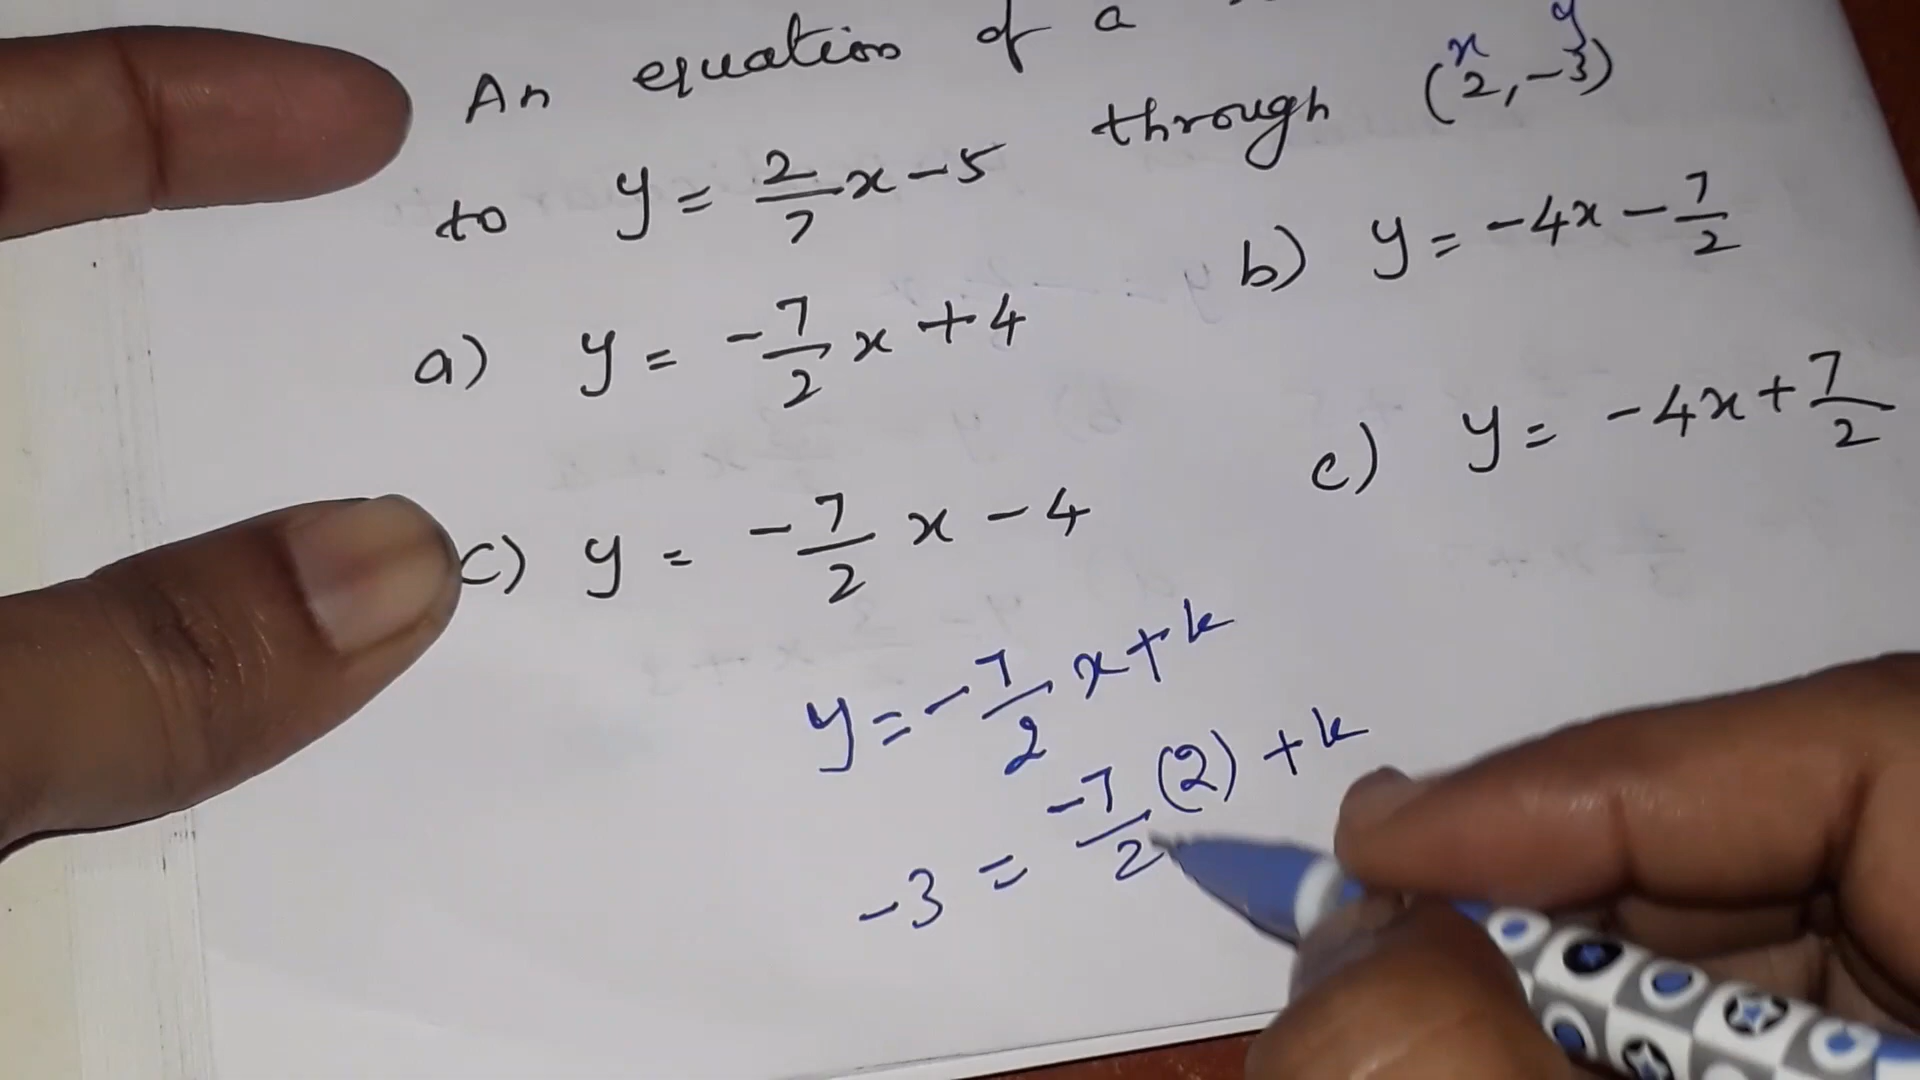 An equation of a
through (2, -3)
x y
to y = 2/7 x - 5
a) y = -7/2 x + 4
b) y = -4x - 7/2
c) y = -7/2 x - 4
c) y = -4x + 7/2
y = -7/2 x + k
-3 = -7/2 (2) + k